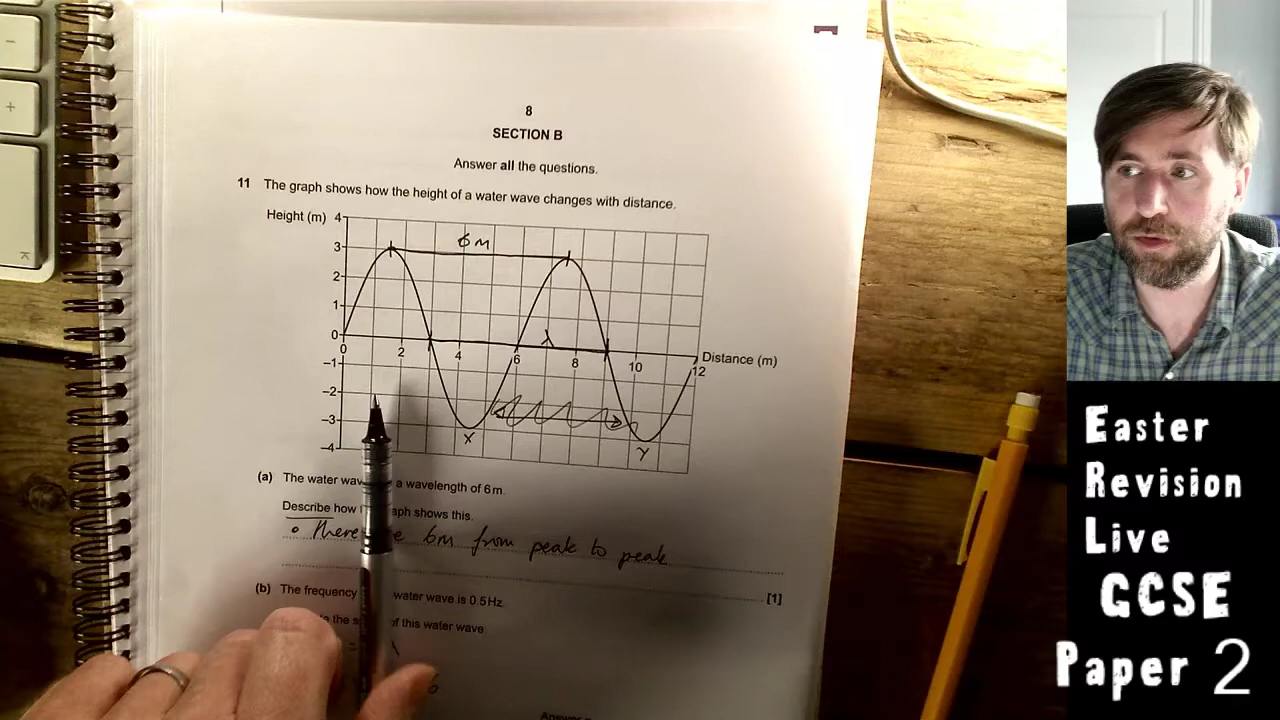 8
SECTION B
Answer all the questions.
11 The graph shows how the height of a water wave changes with distance.
Height (m)
4
3
2
1
0
-1
-2
-3
-4
6m
λ
0 2 4 6 8 10 12
Distance (m)
X
Y
(a) The water a wavelength of 6 m.
Describe how shows this.
• There 6m from peak to peak
[1]
(b) The frequency water wave is 0.5 Hz.
the of this water wave
Easter
Revision
Live
GCSE
Paper 2